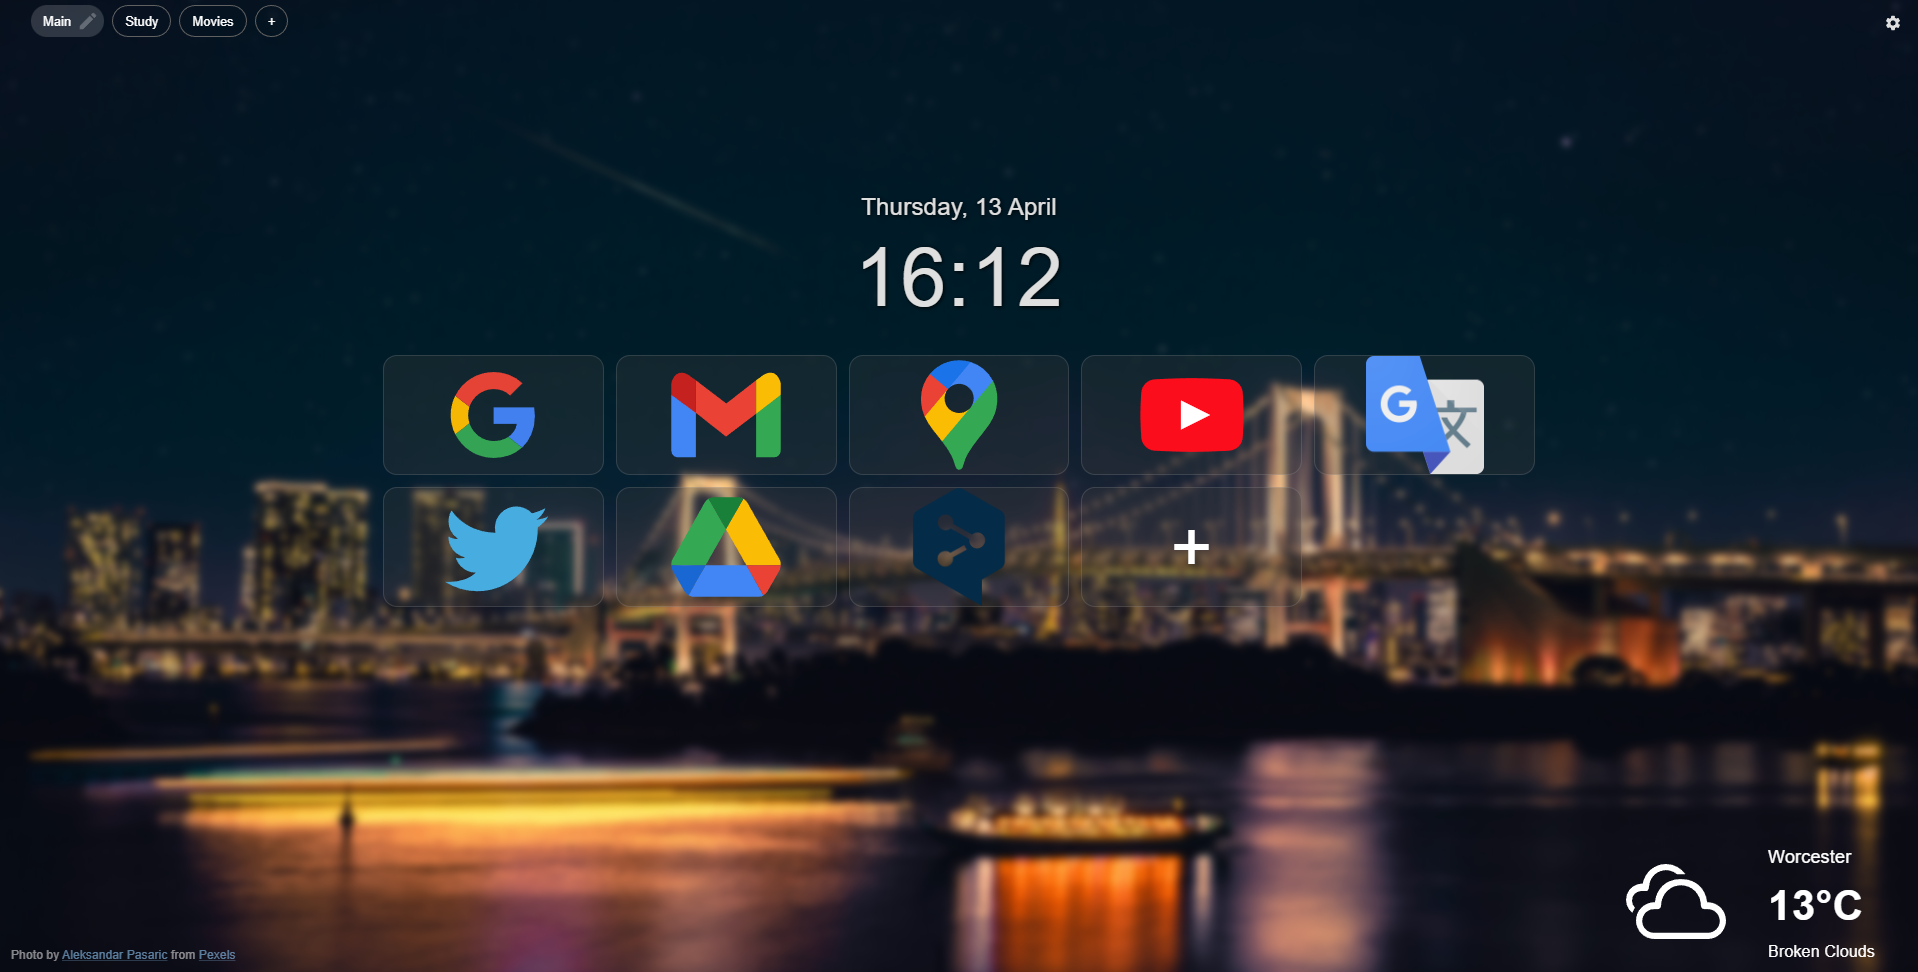 Main
Study
Movies
+
Thursday, 13 April
16:12
G
文
+
Worcester
13°C
Broken Clouds
Photo by Aleksandar Pasaric from Pexels